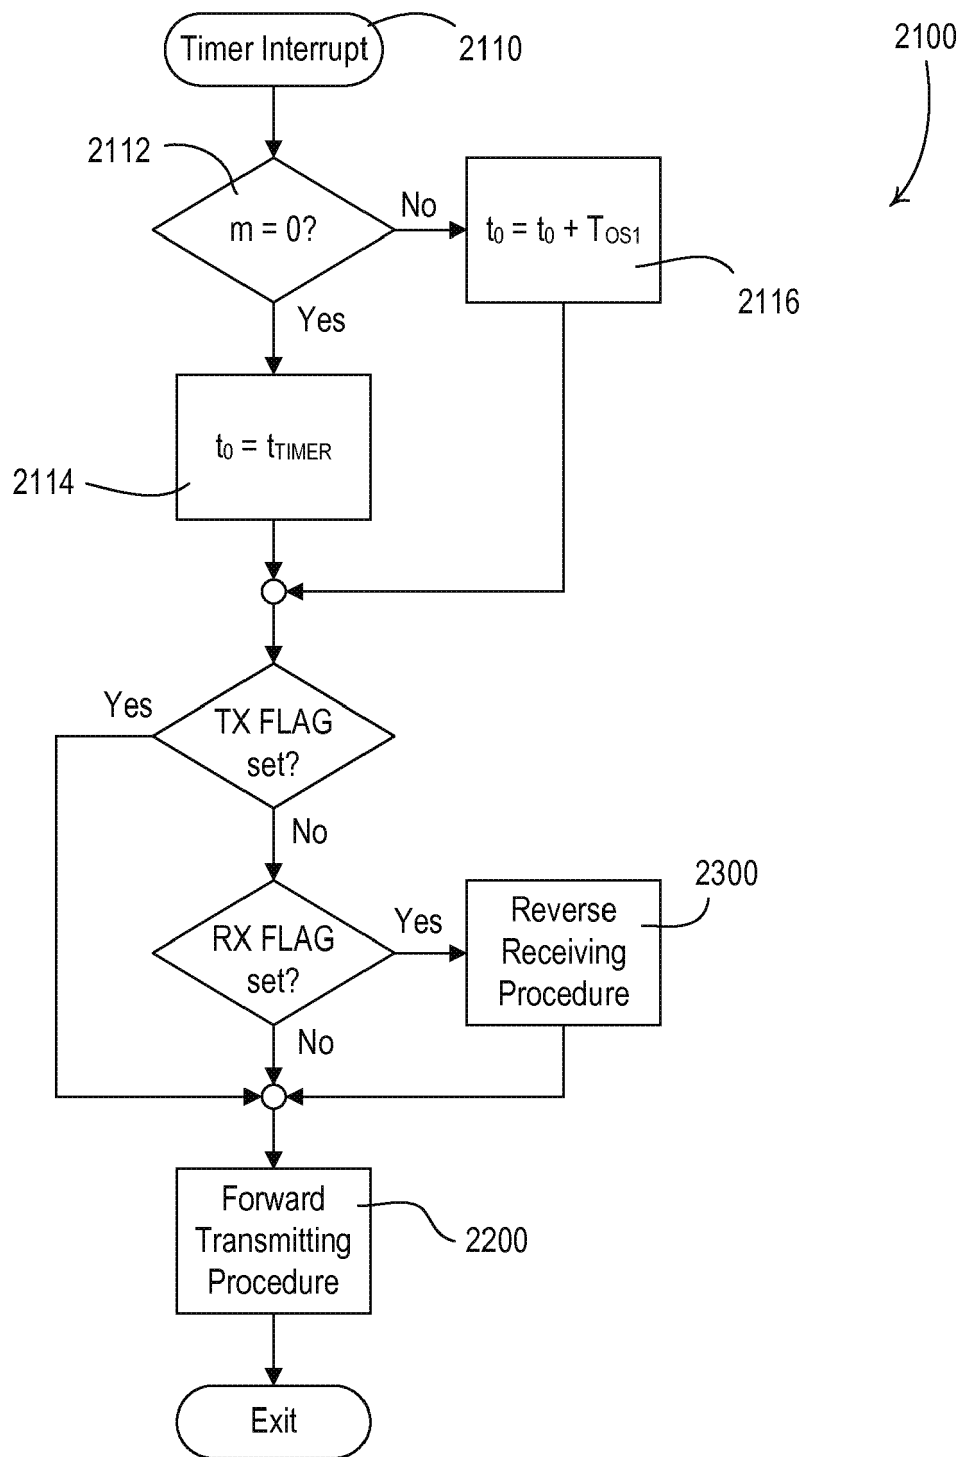 Timer Interrupt
2110
2100
2112
m = 0?
No
t0 = t0 + TOS1
2116
Yes
t0 = tTIMER
2114
Yes
TX FLAG
set?
No
RX FLAG
set?
Yes
Reverse
Receiving
Procedure
2300
No
Forward
Transmitting
Procedure
2200
Exit